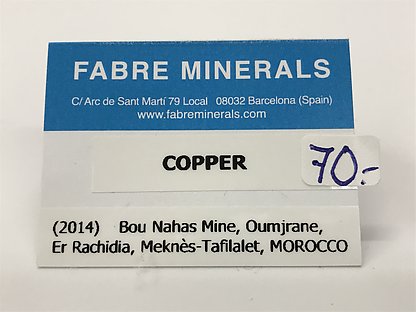 FABRE MINERALS
C/ Arc de Sant Martí 79 Local 08032 Barcelona (Spain)
www.fabreminerals.com
COPPER
70.-
(2014) Bou Nahas Mine, Oumjrane,
Er Rachidia, Meknès-Tafilalet, MOROCCO